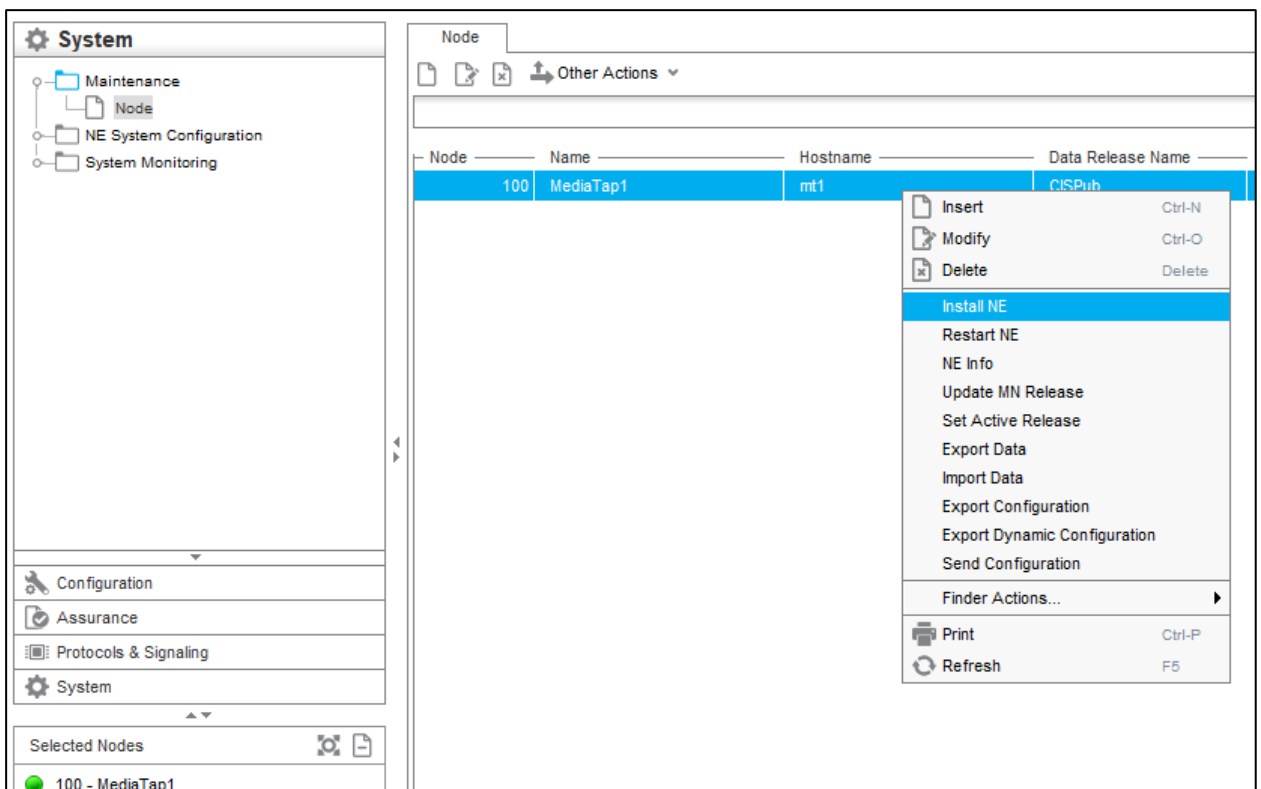 System
Maintenance
Node
NE System Configuration
System Monitoring
Configuration
Assurance
Protocols & Signaling
System
Selected Nodes
100 - MediaTap1
Node
Other Actions
Node Name Hostname Data Release Name
100 MediaTap1 mt1 CISPub
Insert Ctrl-N
Modify Ctrl-O
Delete Delete
Install NE
Restart NE
NE Info
Update MN Release
Set Active Release
Export Data
Import Data
Export Configuration
Export Dynamic Configuration
Send Configuration
Finder Actions...
Print Ctrl-P
Refresh F5